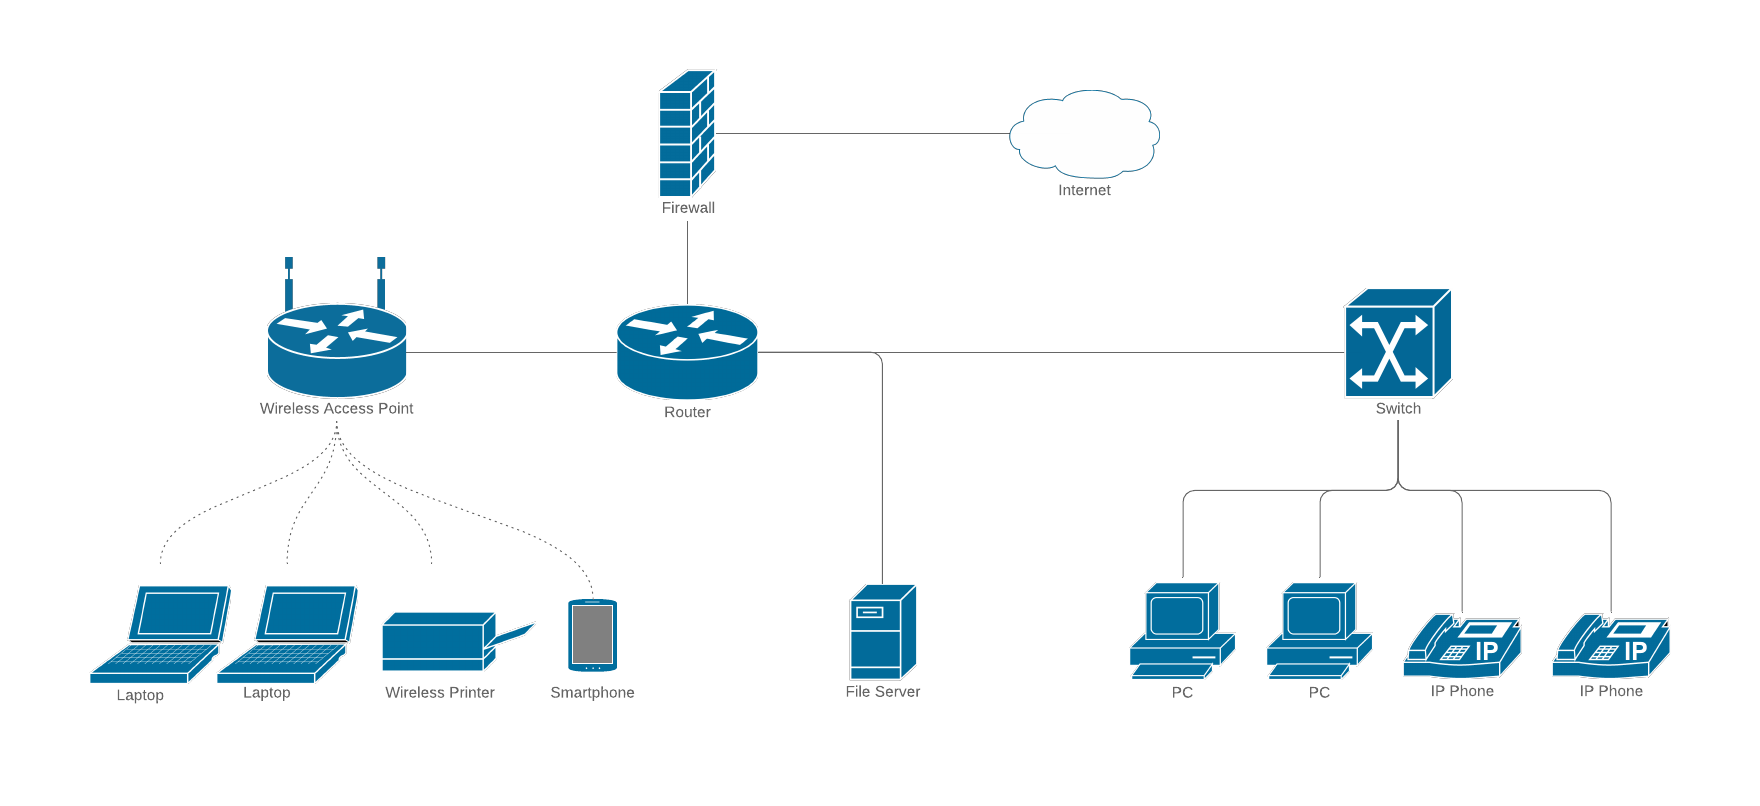 Internet
Firewall
Wireless Access Point
Router
Switch
IP
IP
Laptop
Laptop
Wireless Printer
Smartphone
File Server
PC
PC
IP Phone
IP Phone